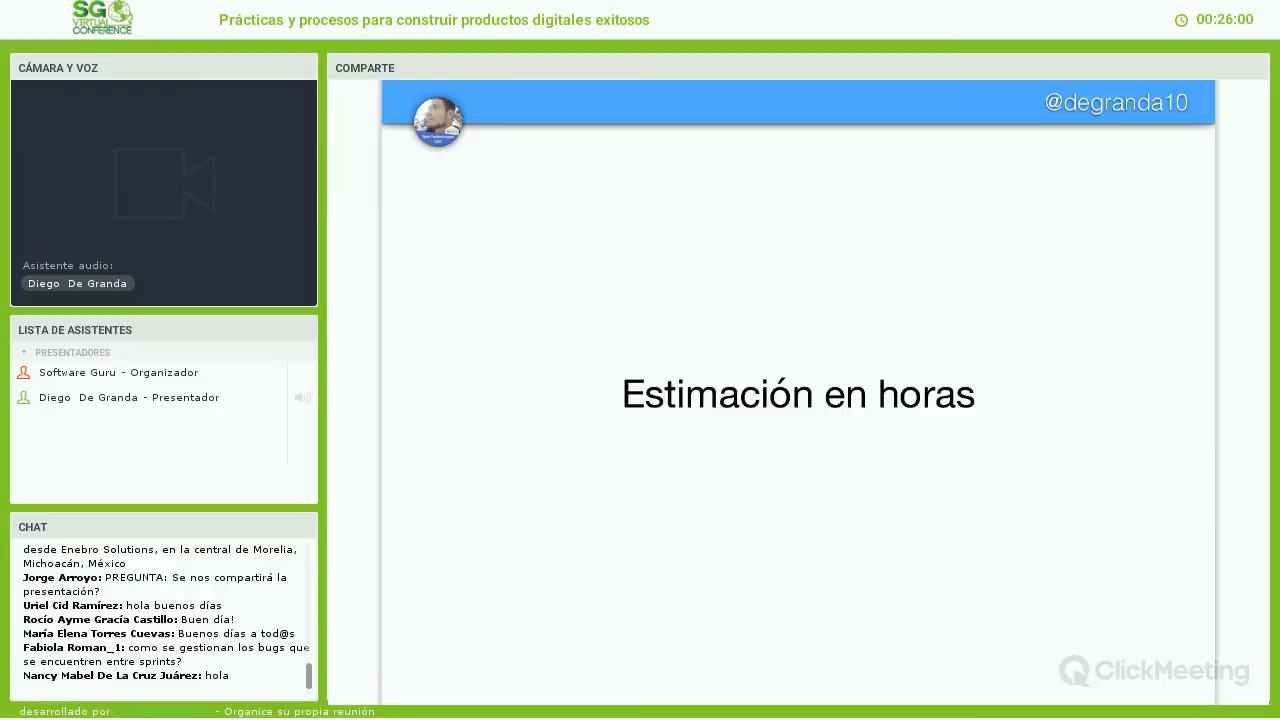 SG
VIRTUAL
CONFERENCE
Prácticas y procesos para construir productos digitales exitosos
00:26:00
CÁMARA Y VOZ
Asistente audio:
Diego De Granda
LISTA DE ASISTENTES
PRESENTADORES
Software Guru - Organizador
Diego De Granda - Presentador
CHAT
desde Enebro Solutions, en la central de Morelia,
Michoacán, México
Jorge Arroyo: PREGUNTA: Se nos compartirá la
presentación?
Uriel Cid Ramírez: hola buenos días
Rocío Ayme Gracía Castillo: Buen día!
María Elena Torres Cuevas: Buenos días a tod@s
Fabiola Roman_1: como se gestionan los bugs que
se encuentren entre sprints?
Nancy Mabel De La Cruz Juárez: hola
desarrollado por - Organice su propia reunión
COMPARTE
@degranda10
Estimación en horas
ClickMeeting